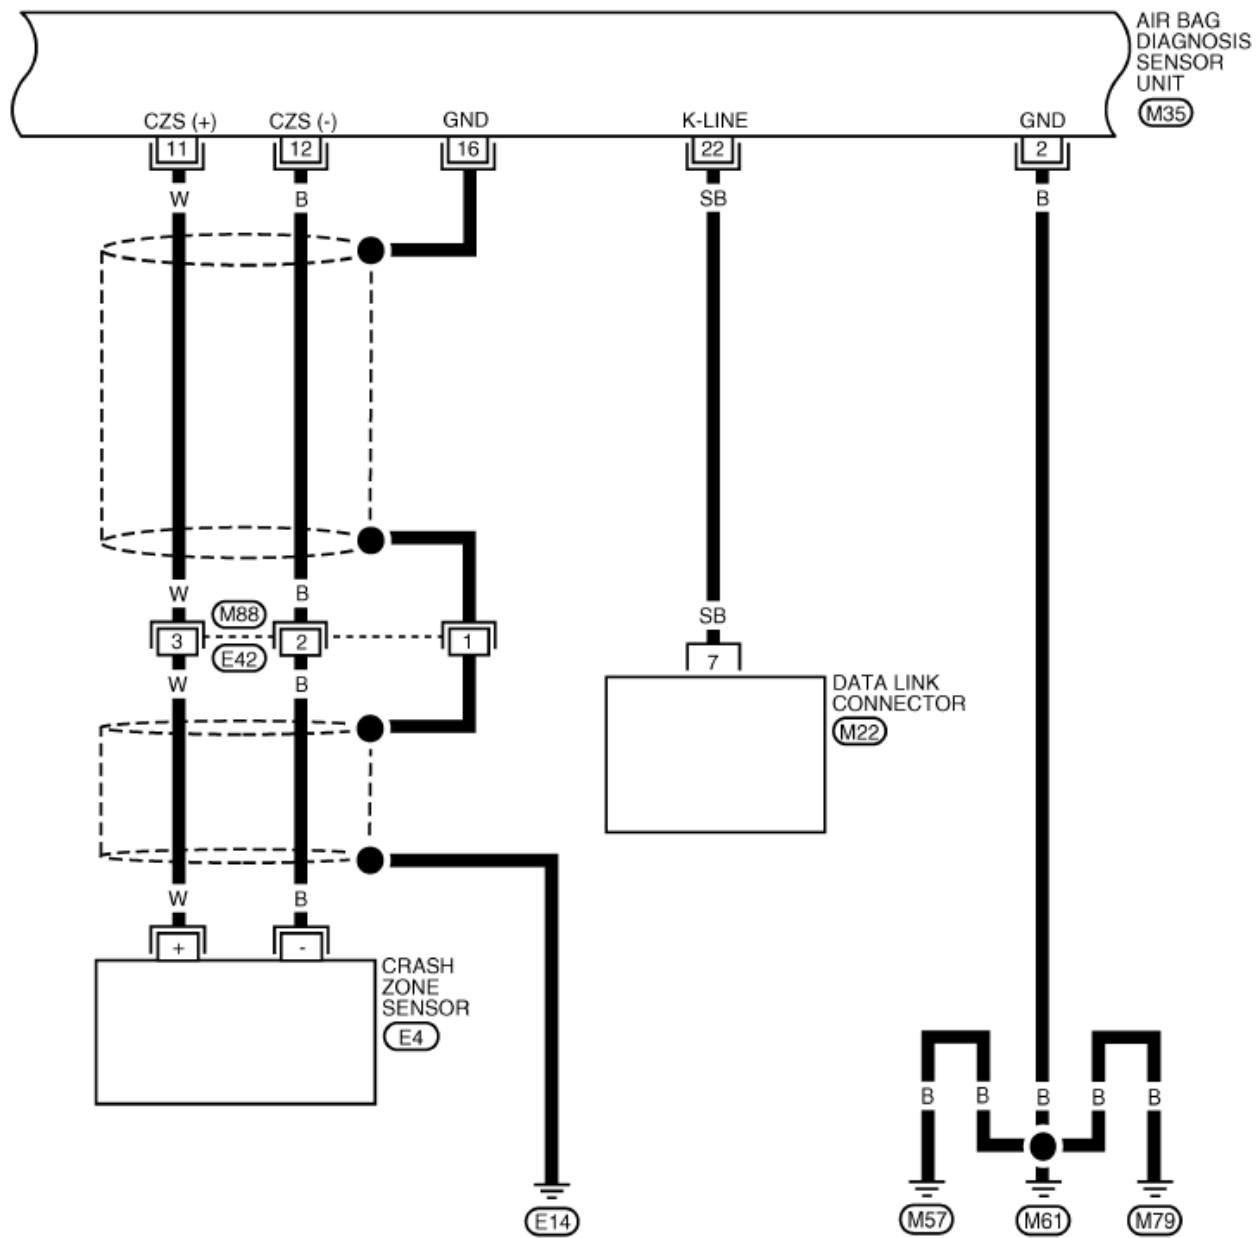 AIR BAG
DIAGNOSIS
SENSOR
UNIT
M35
CZS (+) CZS (-) GND K-LINE GND
11 12 16 22 2
W B SB B
W B
M88
SB
3 2 1
E42
W B
7
DATA LINK
CONNECTOR
M22
W B
+ -
CRASH
ZONE
SENSOR
E4
B B B B B
E14 M57 M61 M79